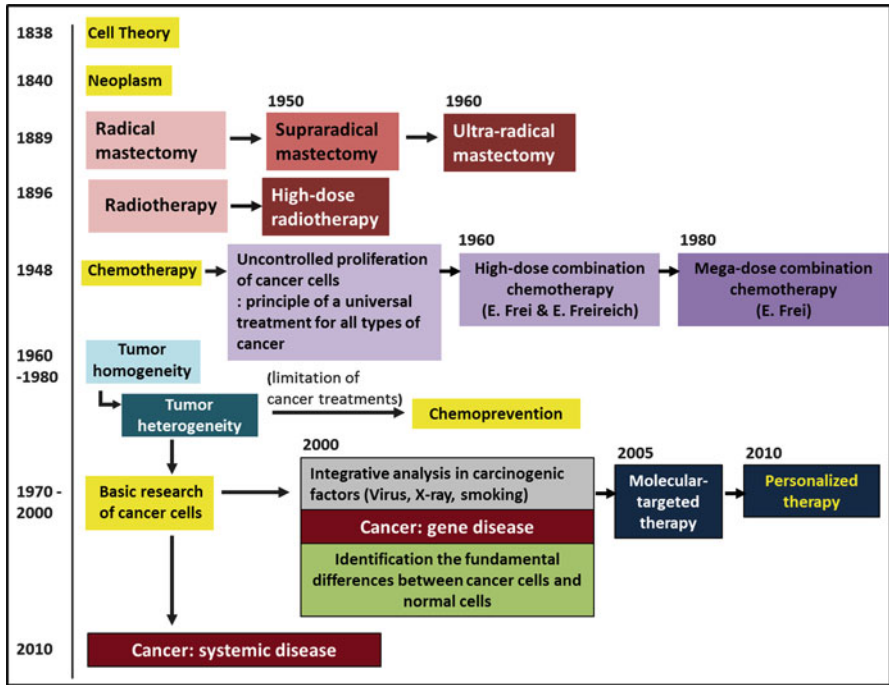 1838
Cell Theory
1840
Neoplasm
1889
Radical
mastectomy
1950
Supraradical
mastectomy
1960
Ultra-radical
mastectomy
1896
Radiotherapy
High-dose
radiotherapy
1948
Chemotherapy
Uncontrolled proliferation
of cancer cells
: principle of a universal
treatment for all types of
cancer
1960
High-dose combination
chemotherapy
(E. Frei & E. Freireich)
1980
Mega-dose combination
chemotherapy
(E. Frei)
1960
-1980
Tumor
homogeneity
Tumor
heterogeneity
(limitation of
cancer treatments)
Chemoprevention
1970 -
2000
Basic research
of cancer cells
2000
Integrative analysis in carcinogenic
factors (Virus, X-ray, smoking)
Cancer: gene disease
Identification the fundamental
differences between cancer cells and
normal cells
2005
Molecular-
targeted
therapy
2010
Personalized
therapy
2010
Cancer: systemic disease